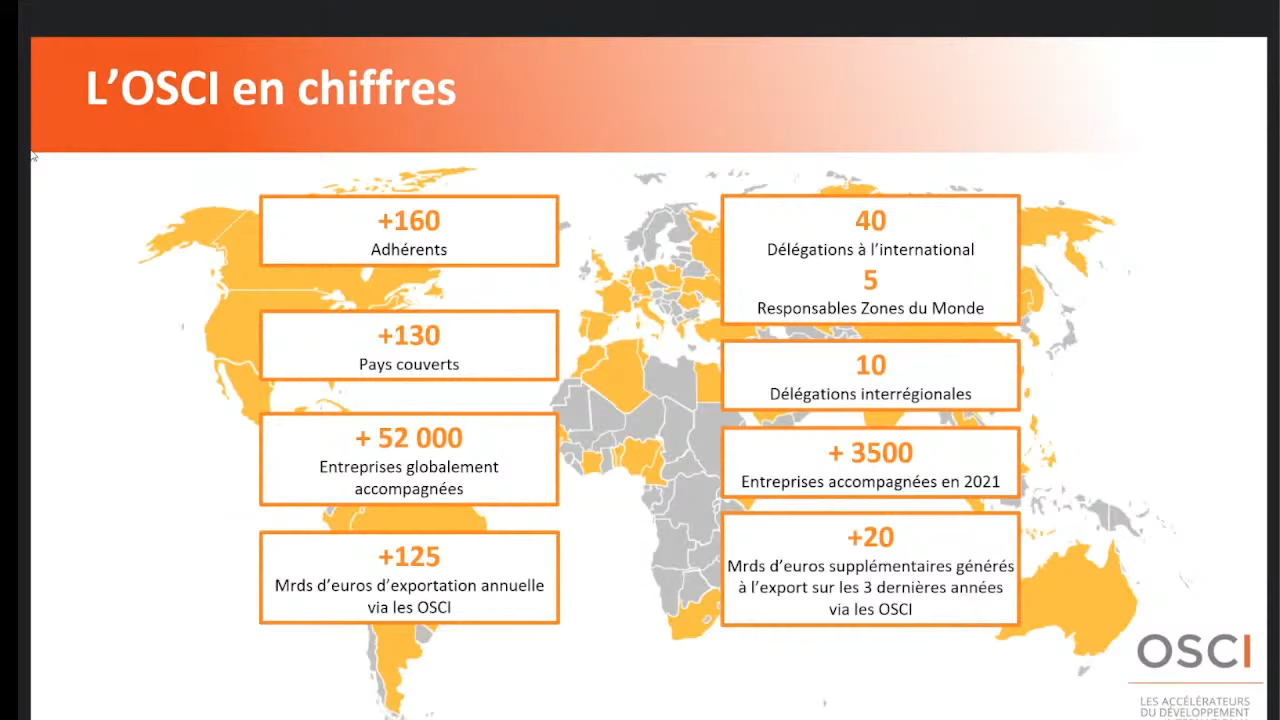 L’OSCI en chiffres
+160
Adhérents
+130
Pays couverts
+ 52 000
Entreprises globalement
accompagnées
+125
Mrds d’euros d’exportation annuelle
via les OSCI
40
Délégations à l’international
5
Responsables Zones du Monde
10
Délégations interrégionales
+ 3500
Entreprises accompagnées en 2021
+20
Mrds d’euros supplémentaires générés
à l’export sur les 3 dernières années
via les OSCI
OSCI
LES ACCÉLÉRATEURS
DU DÉVELOPPEMENT